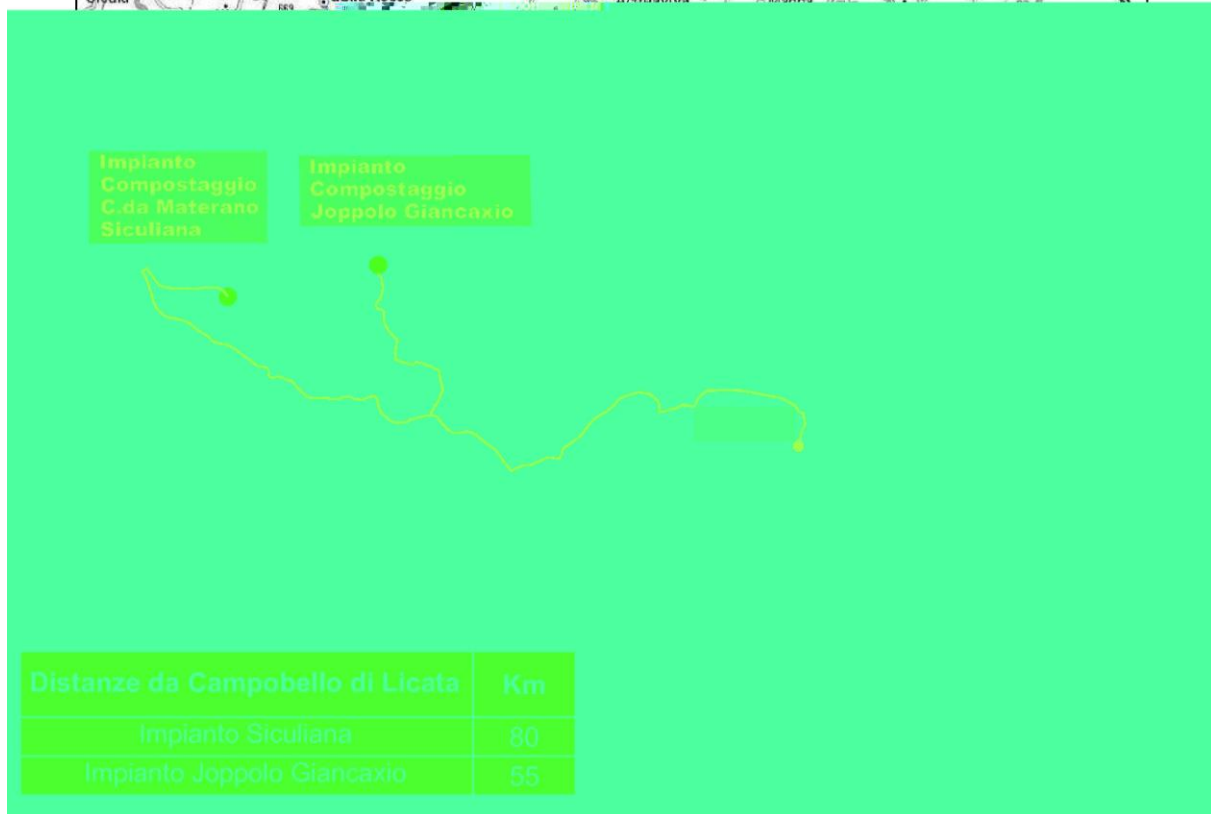 Impianto
Compostaggio
C.da Materano
Siculiana
Impianto
Compostaggio
Joppolo Giancaxio
Distanze da Campobello di Licata Km
Impianto Siculiana 80
Impianto Joppolo Giancaxio 55